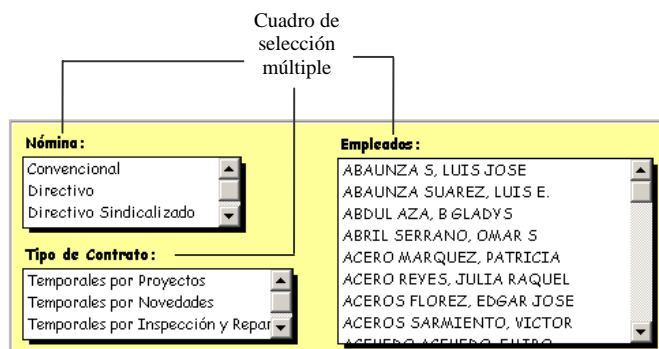 Cuadro de
selección
múltiple
Nómina:
Convencional
Directivo
Directivo Sindicalizado
Tipo de Contrato:
Temporales por Proyectos
Temporales por Novedades
Temporales por Inspección y Repar
Empleados:
ABAUNZA S, LUIS JOSE
ABAUNZA SUAREZ, LUIS E.
ABDUL AZA, B GLADYS
ABRIL SERRANO, OMAR S
ACERO MARQUEZ, PATRICIA
ACERO REYES, JULIA RAQUEL
ACEROS FLOREZ, EDGAR JOSE
ACEROS SARMIENTO, VICTOR
ACEVEDO ACEVEDO,